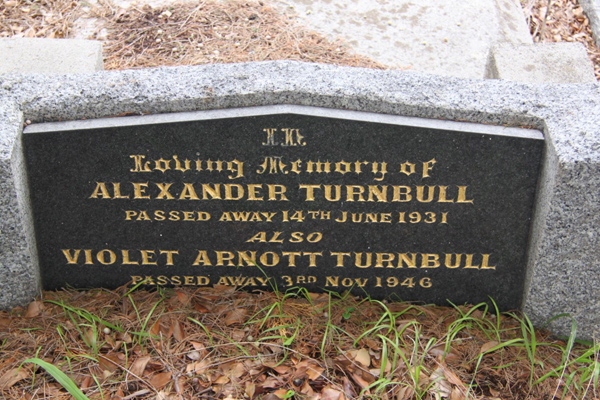 In
Loving Memory of
ALEXANDER TURNBULL
PASSED AWAY 14TH JUNE 1931
ALSO
VIOLET ARNOTT TURNBULL
PASSED AWAY 3RD NOV 1946